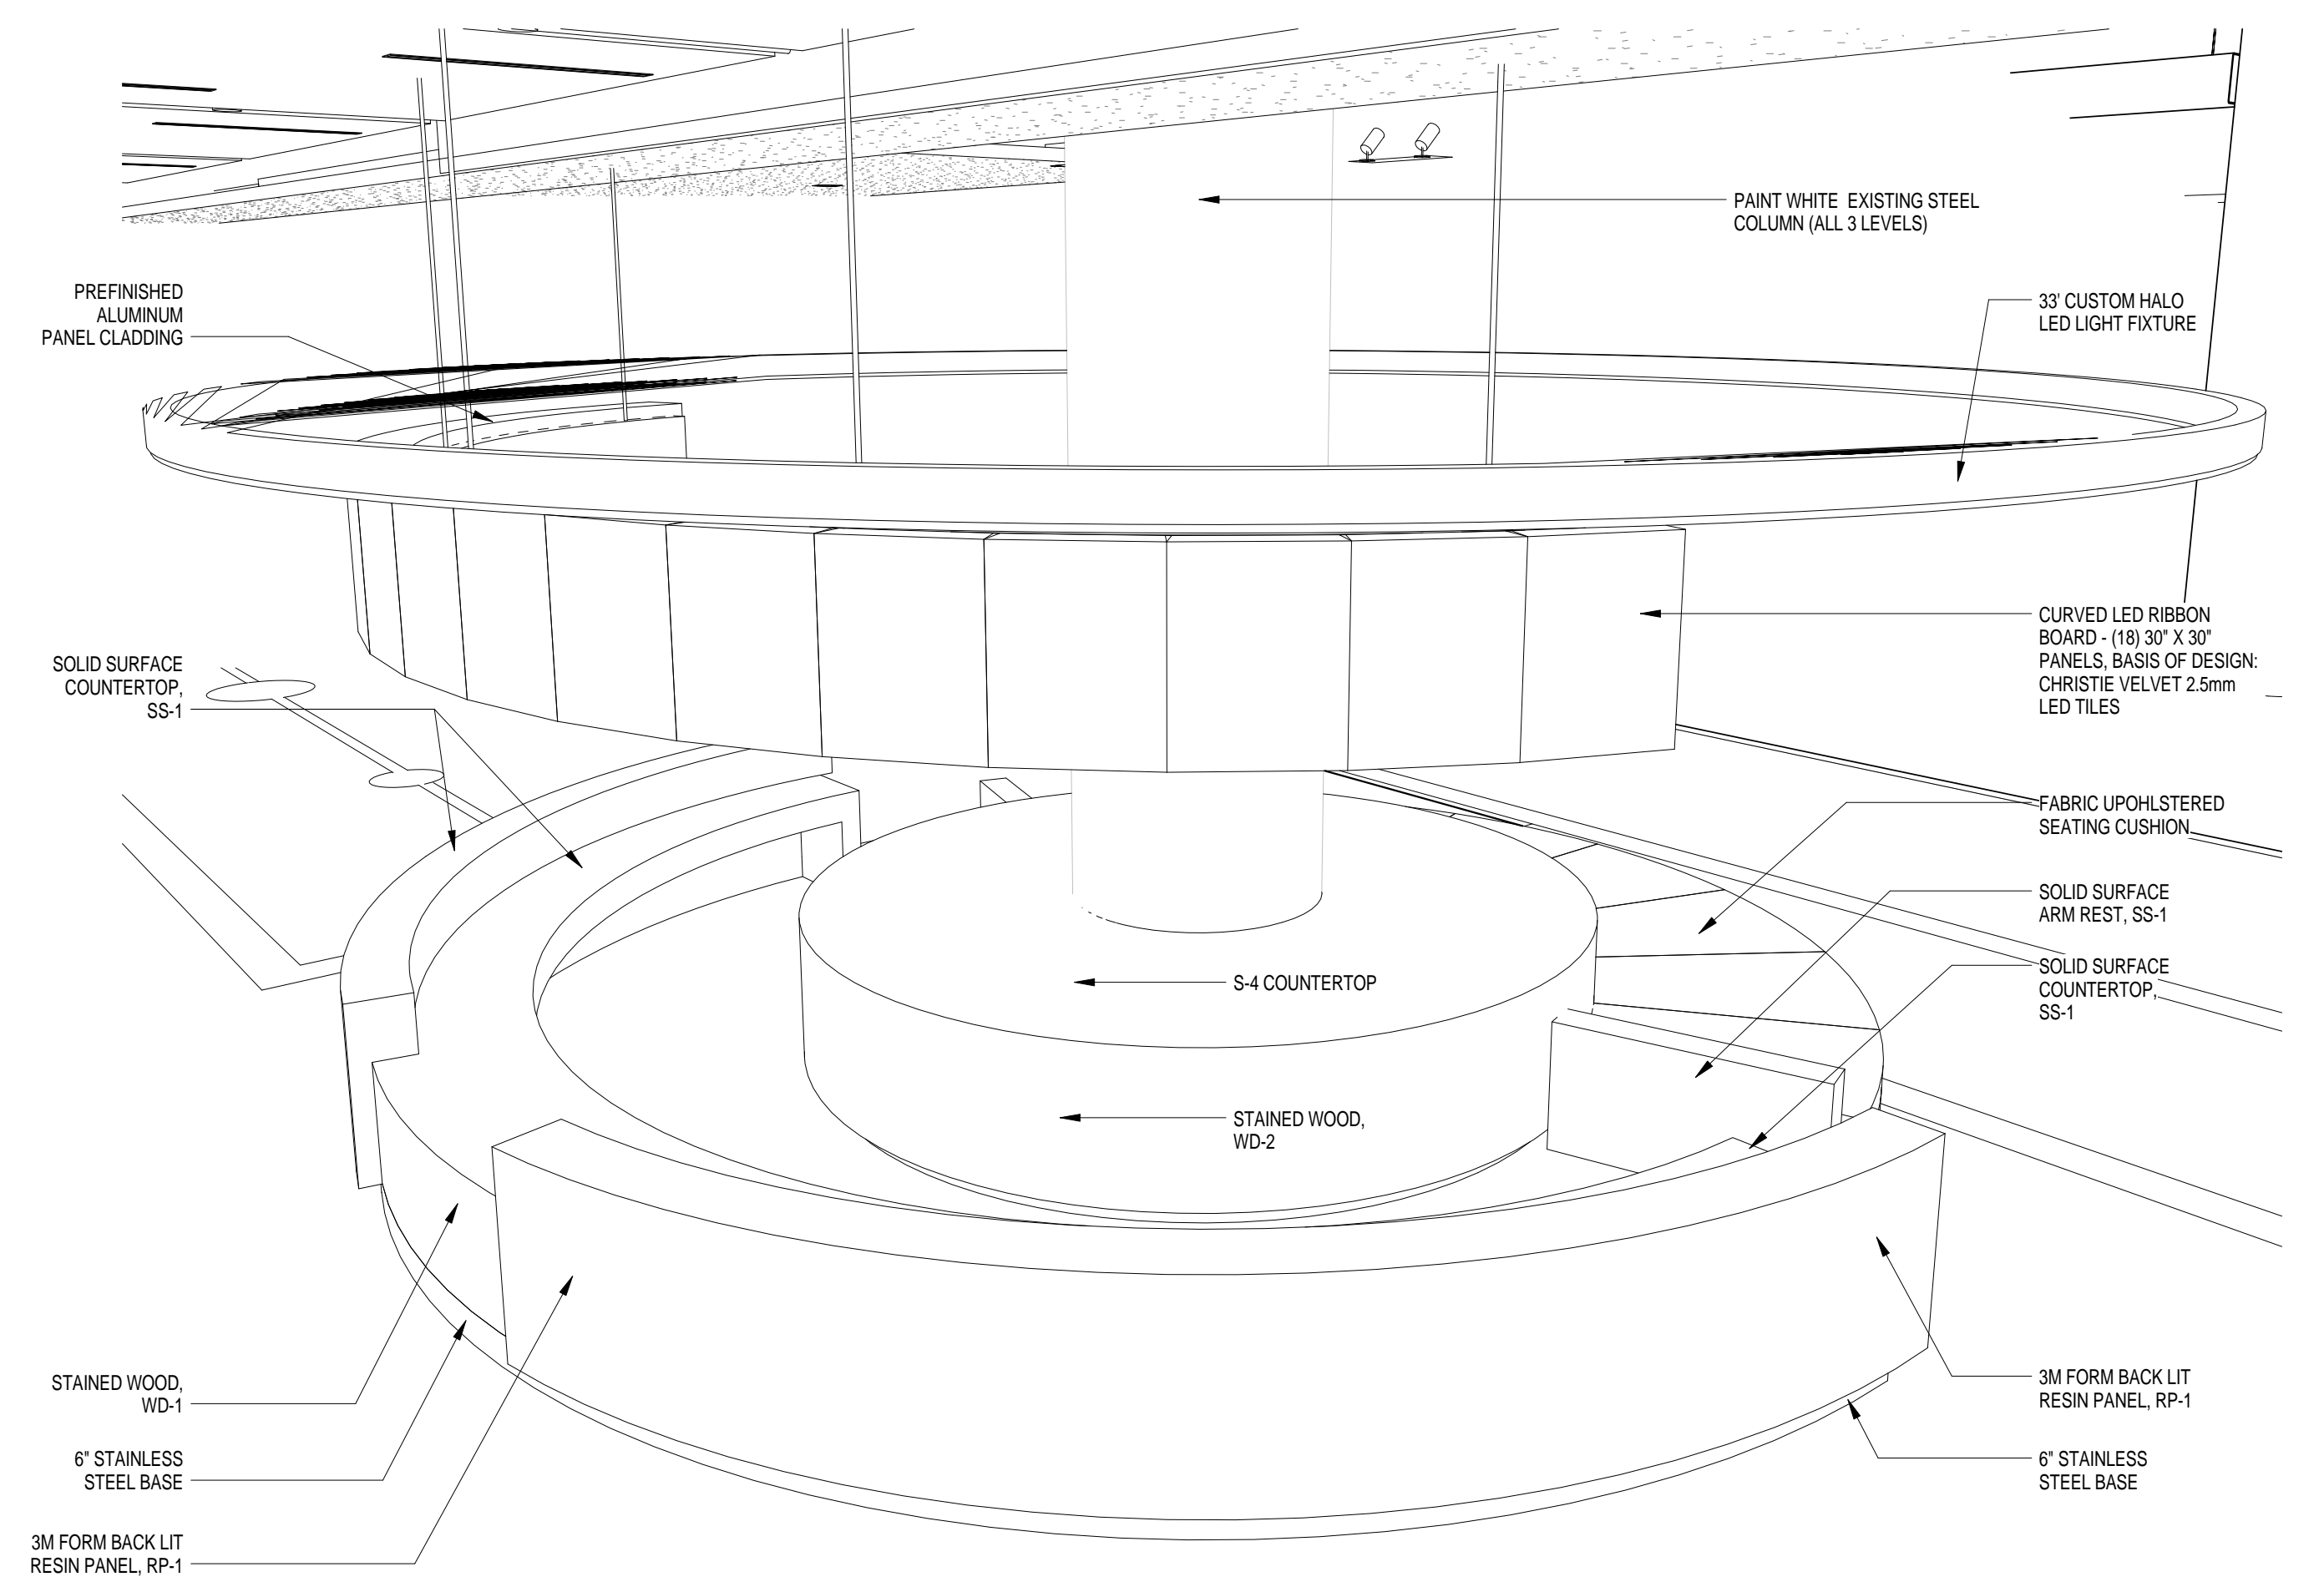 PAINT WHITE  EXISTING STEEL
COLUMN (ALL 3 LEVELS)
PREFINISHED
ALUMINUM
PANEL CLADDING
33' CUSTOM HALO
LED LIGHT FIXTURE
CURVED LED RIBBON
BOARD - (18) 30" X 30"
PANELS, BASIS OF DESIGN:
CHRISTIE VELVET 2.5mm
LED TILES
SOLID SURFACE
COUNTERTOP,
SS-1
FABRIC UPOHLSTERED
SEATING CUSHION
SOLID SURFACE
ARM REST, SS-1
SOLID SURFACE
COUNTERTOP,
SS-1
S-4 COUNTERTOP
STAINED WOOD,
WD-2
STAINED WOOD,
WD-1
6" STAINLESS
STEEL BASE
3M FORM BACK LIT
RESIN PANEL, RP-1
3M FORM BACK LIT
RESIN PANEL, RP-1
6" STAINLESS
STEEL BASE